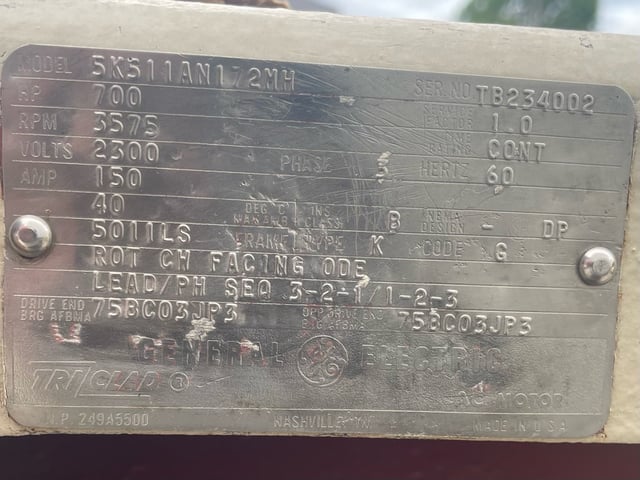 MODEL 5K511AN172MH SER. NO TB234002
HP 700 SERVICE FACTOR 1.0
RPM 3575 TIME RATING CONT
VOLTS 2300 PHASE 3 HERTZ 60
AMP 150
40 DEG C MAX AMB INS CLASS B NEMA DESIGN - DP
5011LS FRAME TYPE K CODE G
ROT CH FACING ODE
LEAD/PH SEQ 3-2-1/1-2-3
DRIVE END BRG AFBMA 75BC03JP3 OPP DRIVE END BRG AFBMA 75BC03JP3
GENERAL GE ELECTRIC
TRI CLAD ® AC MOTOR
N.P. 249A5500 NASHVILLE, TN MADE IN U.S.A